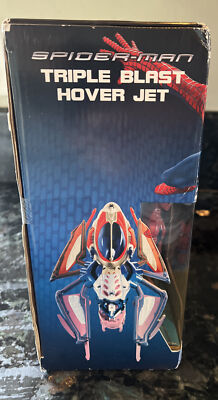 SPIDER-MAN
TRIPLE BLAST
HOVER JET